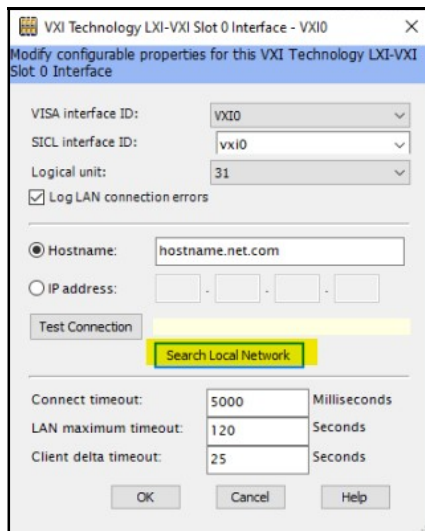 VXI Technology LXI-VXI Slot 0 Interface - VXI0
Modify configurable properties for this VXI Technology LXI-VXI
Slot 0 Interface
VISA interface ID: VXI0
SICL interface ID: vxi0
Logical unit: 31
Log LAN connection errors
Hostname: hostname.net.com
IP address: . . .
Test Connection
Search Local Network
Connect timeout: 5000 Milliseconds
LAN maximum timeout: 120 Seconds
Client delta timeout: 25 Seconds
OK Cancel Help